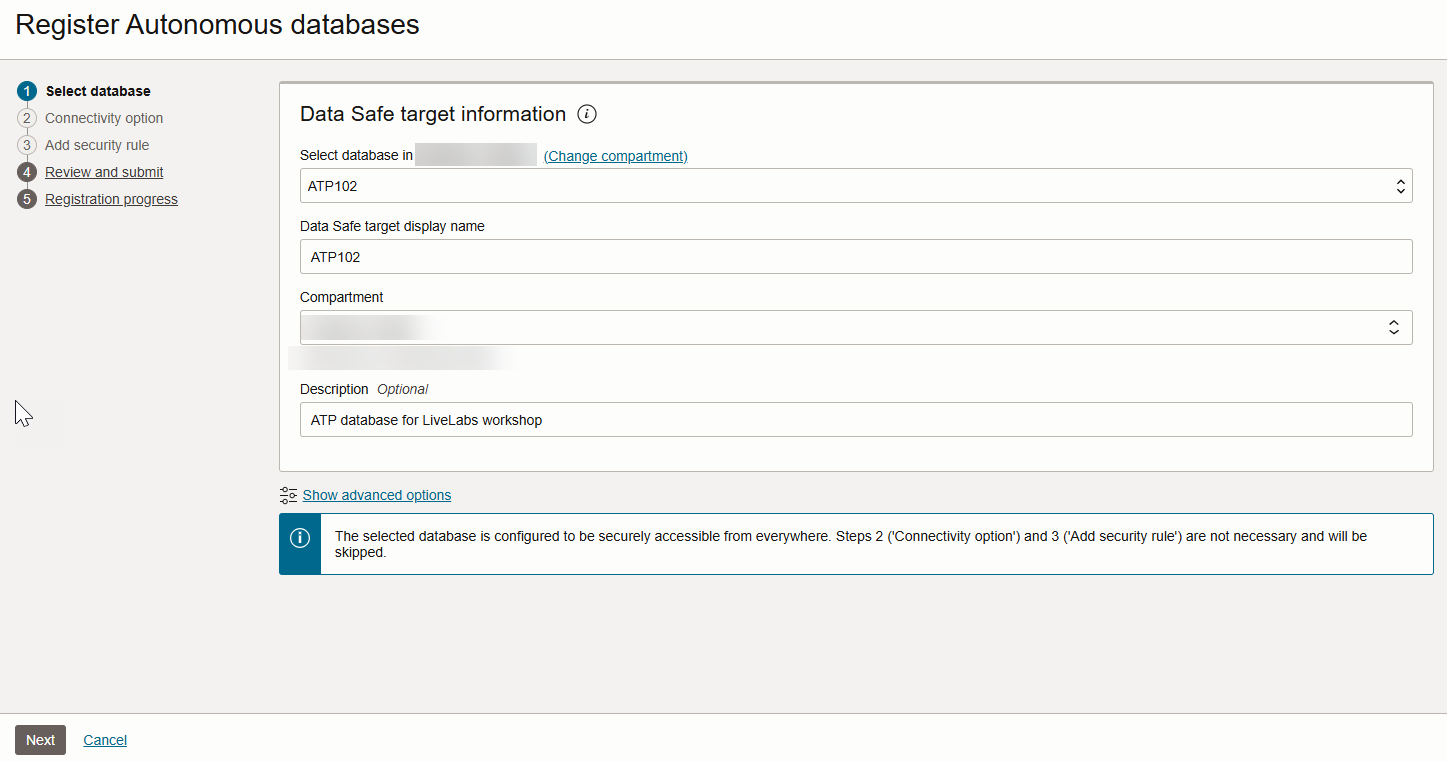 Register Autonomous databases
1 Select database
2 Connectivity option
3 Add security rule
4 Review and submit
5 Registration progress
Data Safe target information i
Select database in (Change compartment)
ATP102
Data Safe target display name
ATP102
Compartment
Description Optional
ATP database for LiveLabs workshop
Show advanced options
The selected database is configured to be securely accessible from everywhere. Steps 2 ('Connectivity option') and 3 ('Add security rule') are not necessary and will be
skipped.
Next Cancel